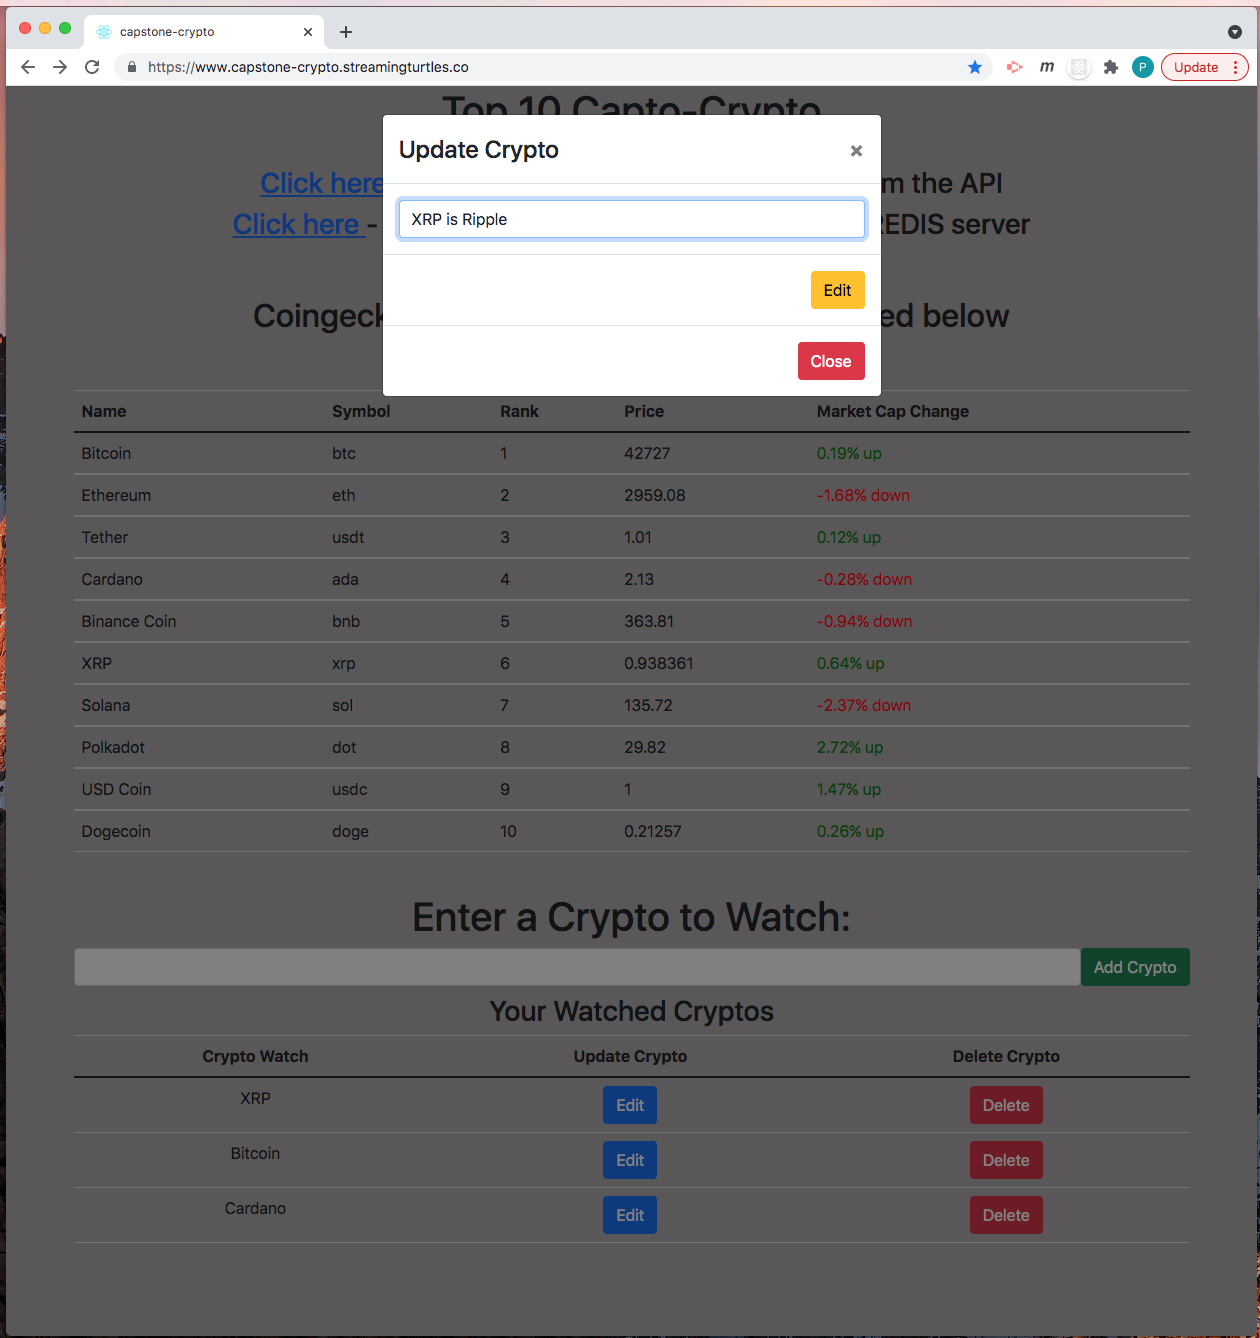 capstone-crypto
https://www.capstone-crypto.streamingturtles.co
m
P
Update
Top 10 Capto-Crypto
Update Crypto
×
Click here m the API
XRP is Ripple
Click here - REDIS server
Edit
Coingeck ed below
Close
Name Symbol Rank Price Market Cap Change
Bitcoin btc 1 42727 0.19% up
Ethereum eth 2 2959.08 -1.68% down
Tether usdt 3 1.01 0.12% up
Cardano ada 4 2.13 -0.28% down
Binance Coin bnb 5 363.81 -0.94% down
XRP xrp 6 0.938361 0.64% up
Solana sol 7 135.72 -2.37% down
Polkadot dot 8 29.82 2.72% up
USD Coin usdc 9 1 1.47% up
Dogecoin doge 10 0.21257 0.26% up
Enter a Crypto to Watch:
Add Crypto
Your Watched Cryptos
Crypto Watch Update Crypto Delete Crypto
XRP Edit Delete
Bitcoin Edit Delete
Cardano Edit Delete